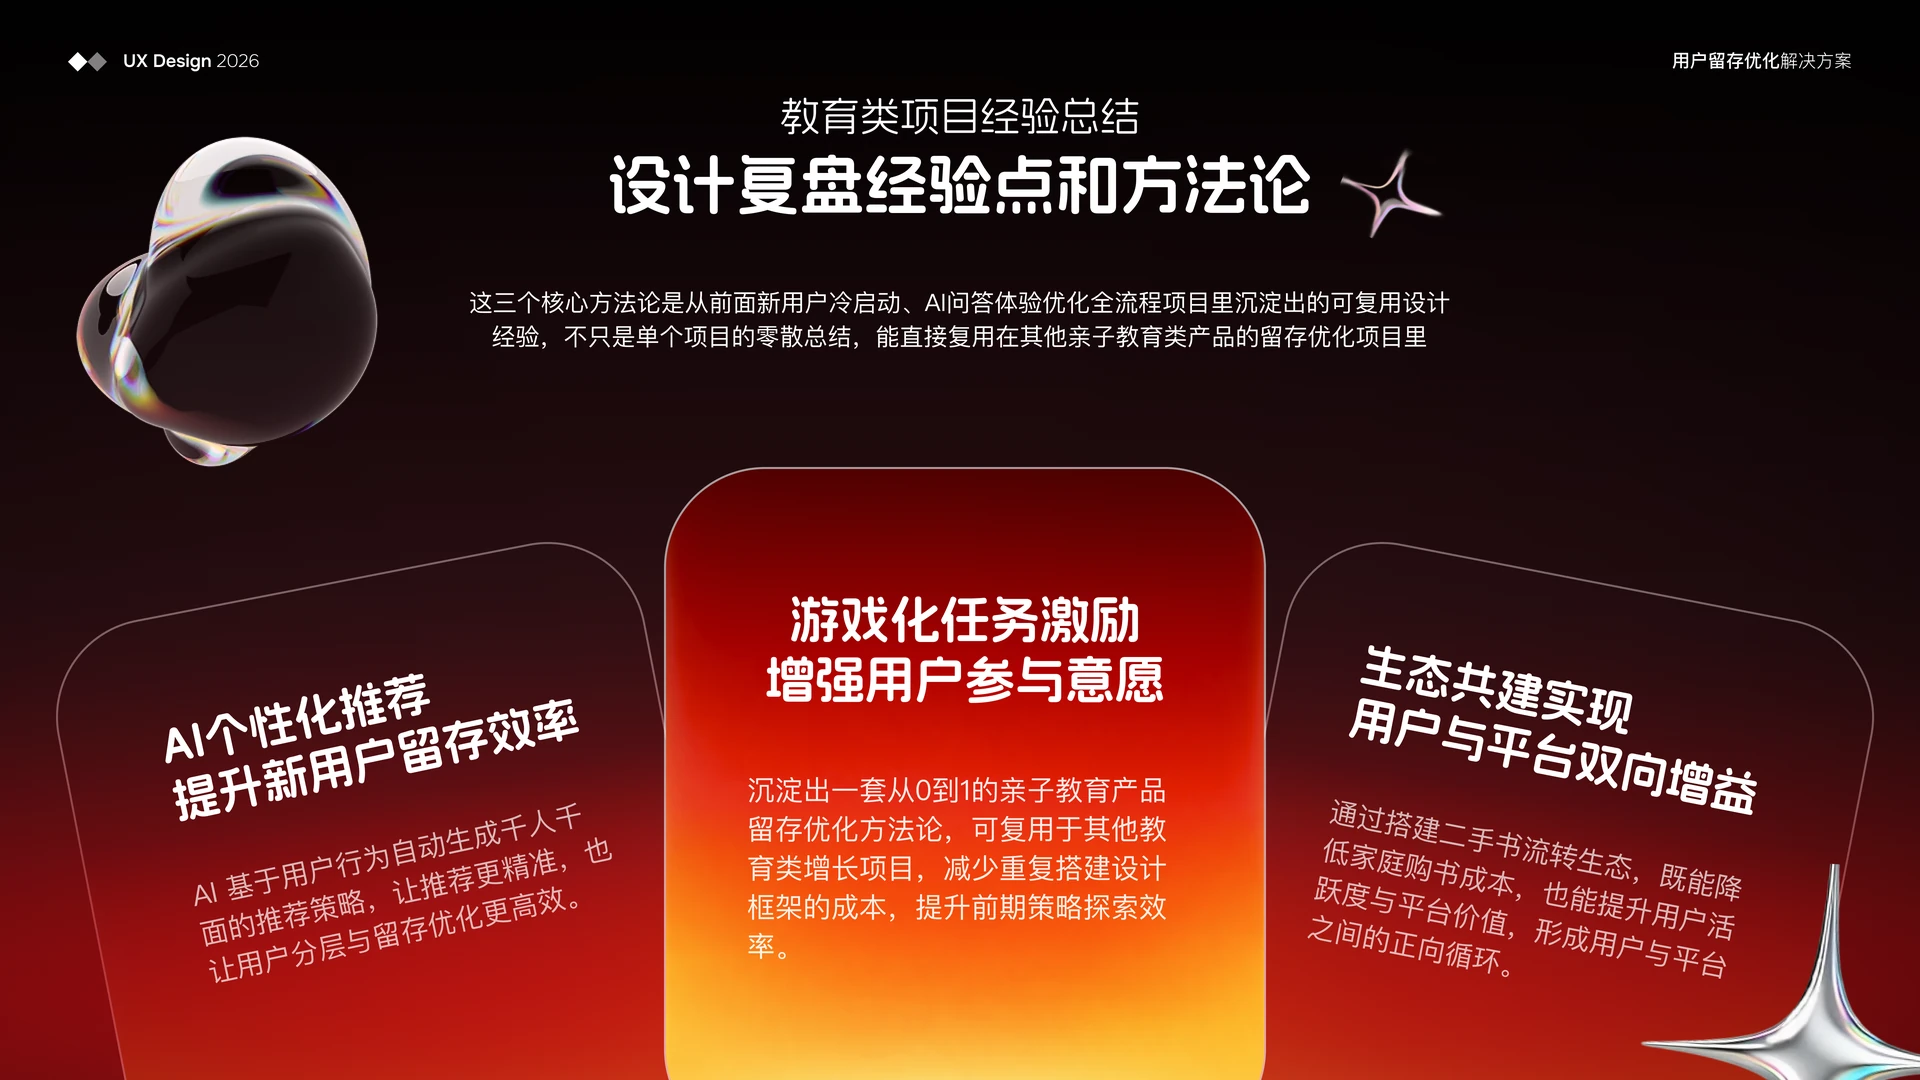 UX Design 2026
用户留存优化解决方案
教育类项目经验总结
设计复盘经验点和方法论
这三个核心方法论是从前面新用户冷启动、AI问答体验优化全流程项目里沉淀出的可复用设计
经验，不只是单个项目的零散总结，能直接复用在其他亲子教育类产品的留存优化项目里
AI个性化推荐
提升新用户留存效率
AI 基于用户行为自动生成千人千
面的推荐策略，让推荐更精准，也
让用户分层与留存优化更高效。
游戏化任务激励
增强用户参与意愿
沉淀出一套从0到1的亲子教育产品
留存优化方法论，可复用于其他教
育类增长项目，减少重复搭建设计
框架的成本，提升前期策略探索效
率。
生态共建实现
用户与平台双向增益
通过搭建二手书流转生态，既能降
低家庭购书成本，也能提升用户活
跃度与平台价值，形成用户与平台
之间的正向循环。